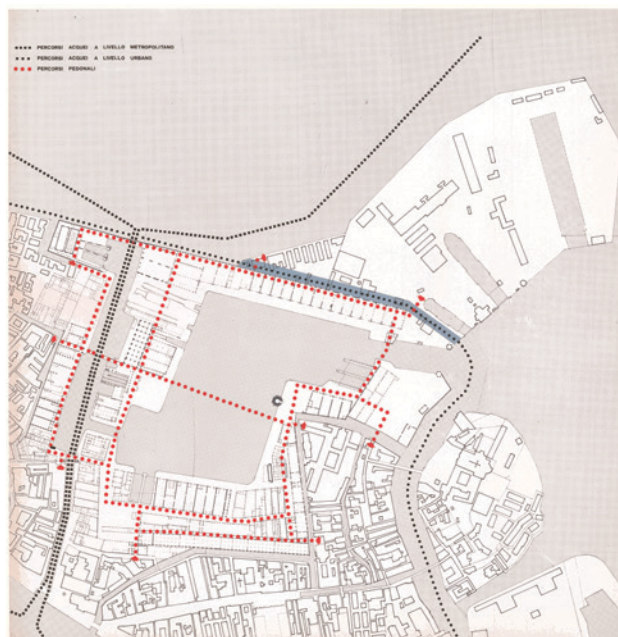 PERCORSI ACQUEI A LIVELLO METROPOLITANO
PERCORSI ACQUEI A LIVELLO URBANO
PERCORSI PEDONALI